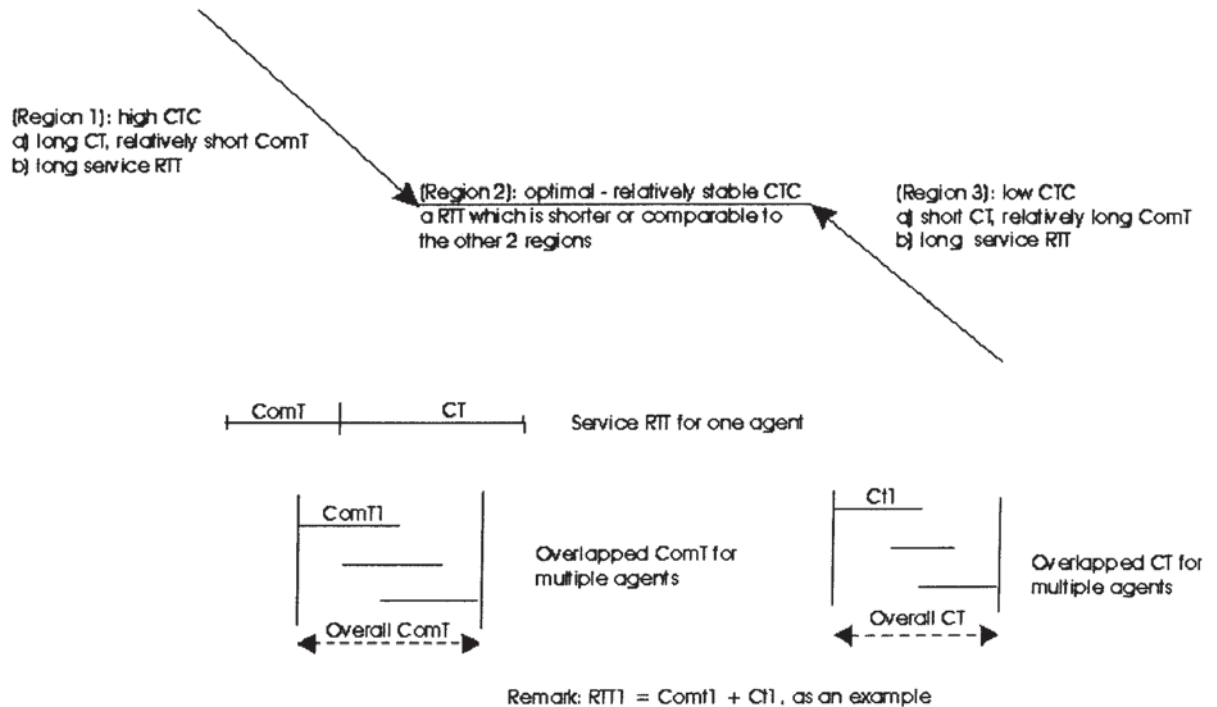 (Region 1): high CTC
a) long CT, relatively short ComT
b) long service RTT
(Region 2): optimal - relatively stable CTC
a RTT which is shorter or comparable to
the other 2 regions
(Region 3): low CTC
a) short CT, relatively long ComT
b) long service RTT
ComT
CT
Service RTT for one agent
ComT1
Overlapped ComT for
multiple agents
Overall ComT
Ct1
Overlapped CT for
multiple agents
Overall CT
Remark: RTT1 = Comt1 + Ct1, as an example